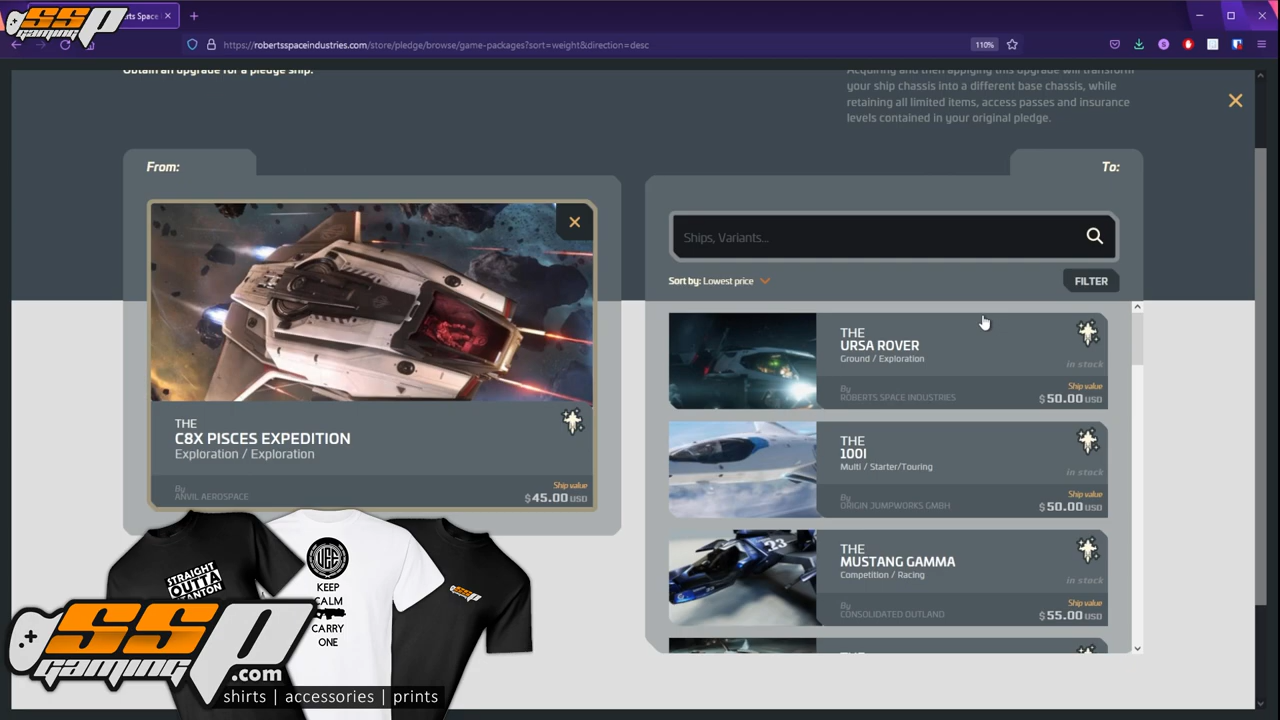 SSP
gaming
rts Space
https://robertsspaceindustries.com/store/pledge/browse/game-packages?sort=weight&direction=desc
110%
Obtain an upgrade for a pledge ship.
Acquiring and then applying this upgrade will transform
your ship chassis into a different base chassis, while
retaining all limited items, access passes and insurance
levels contained in your original pledge.
From:
To:
Ships, Variants...
Sort by: Lowest price
FILTER
THE
C8X PISCES EXPEDITION
Exploration / Exploration
By
ANVIL AEROSPACE
Ship value
$45.00 USD
THE
URSA ROVER
Ground / Exploration
in stock
By
ROBERTS SPACE INDUSTRIES
Ship value
$50.00 USD
THE
100I
Multi / Starter/Touring
in stock
By
ORIGIN JUMPWORKS GMBH
Ship value
$50.00 USD
23
THE
MUSTANG GAMMA
Competition / Racing
in stock
By
CONSOLIDATED OUTLAND
Ship value
$55.00 USD
STRAIGHT
OUTTA
STANTON
UEE
KEEP
CALM
CARRY
ONE
SSP
SSP
gaming
.com
shirts | accessories | prints